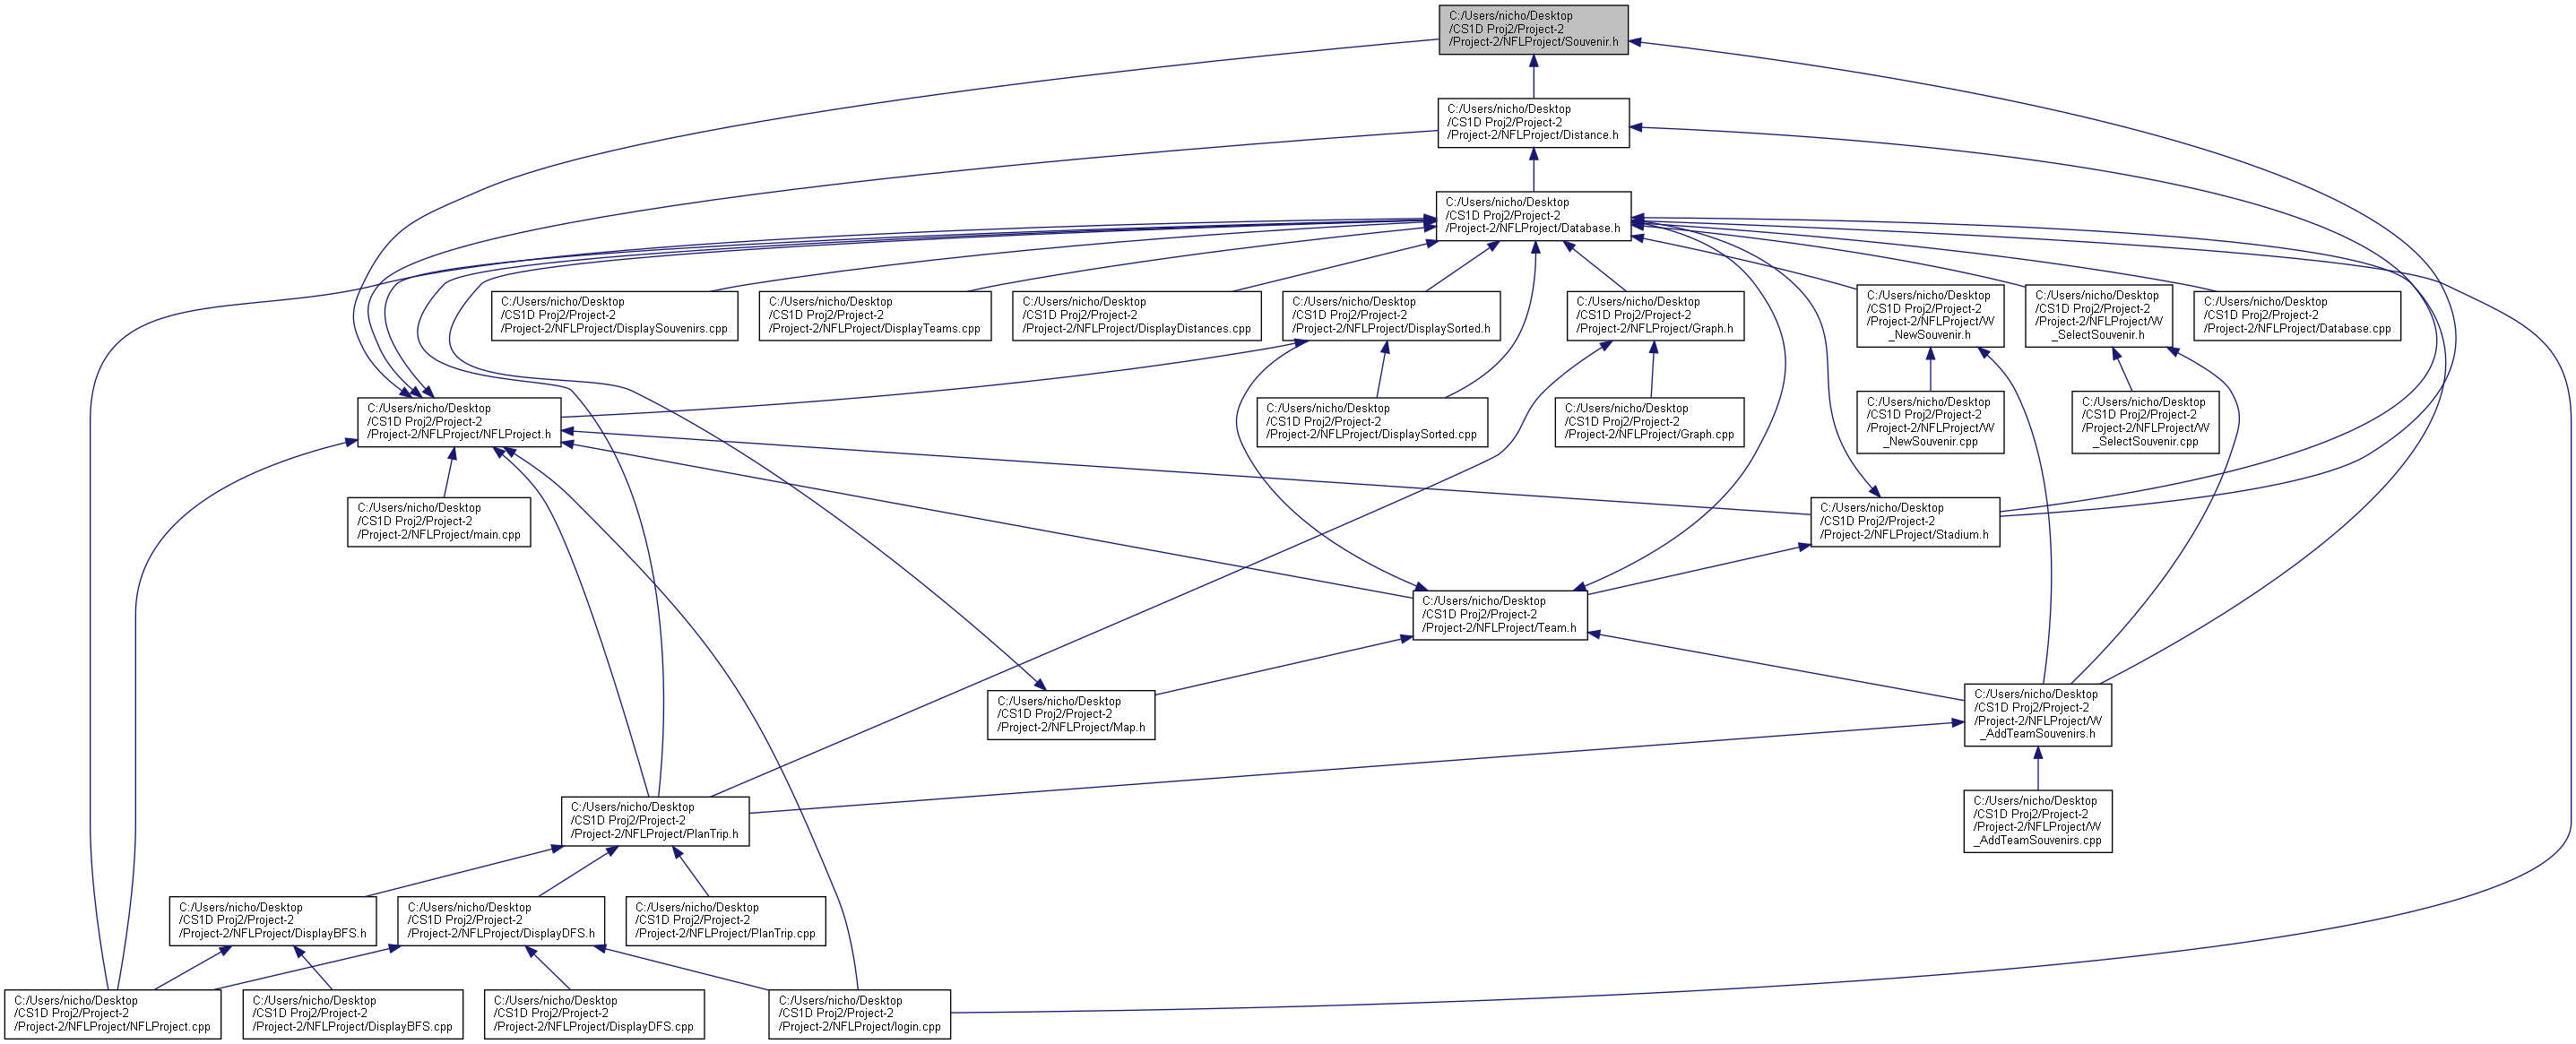 C:/Users/nicho/Desktop
/CS1D Proj2/Project-2
/Project-2/NFLProject/Souvenir.h
C:/Users/nicho/Desktop
/CS1D Proj2/Project-2
/Project-2/NFLProject/Distance.h
C:/Users/nicho/Desktop
/CS1D Proj2/Project-2
/Project-2/NFLProject/Database.h
C:/Users/nicho/Desktop
/CS1D Proj2/Project-2
/Project-2/NFLProject/DisplaySouvenirs.cpp
C:/Users/nicho/Desktop
/CS1D Proj2/Project-2
/Project-2/NFLProject/DisplayTeams.cpp
C:/Users/nicho/Desktop
/CS1D Proj2/Project-2
/Project-2/NFLProject/DisplayDistances.cpp
C:/Users/nicho/Desktop
/CS1D Proj2/Project-2
/Project-2/NFLProject/DisplaySorted.h
C:/Users/nicho/Desktop
/CS1D Proj2/Project-2
/Project-2/NFLProject/Graph.h
C:/Users/nicho/Desktop
/CS1D Proj2/Project-2
/Project-2/NFLProject/W
_NewSouvenir.h
C:/Users/nicho/Desktop
/CS1D Proj2/Project-2
/Project-2/NFLProject/W
_SelectSouvenir.h
C:/Users/nicho/Desktop
/CS1D Proj2/Project-2
/Project-2/NFLProject/Database.cpp
C:/Users/nicho/Desktop
/CS1D Proj2/Project-2
/Project-2/NFLProject/NFLProject.h
C:/Users/nicho/Desktop
/CS1D Proj2/Project-2
/Project-2/NFLProject/DisplaySorted.cpp
C:/Users/nicho/Desktop
/CS1D Proj2/Project-2
/Project-2/NFLProject/Graph.cpp
C:/Users/nicho/Desktop
/CS1D Proj2/Project-2
/Project-2/NFLProject/W
_NewSouvenir.cpp
C:/Users/nicho/Desktop
/CS1D Proj2/Project-2
/Project-2/NFLProject/W
_SelectSouvenir.cpp
C:/Users/nicho/Desktop
/CS1D Proj2/Project-2
/Project-2/NFLProject/main.cpp
C:/Users/nicho/Desktop
/CS1D Proj2/Project-2
/Project-2/NFLProject/Stadium.h
C:/Users/nicho/Desktop
/CS1D Proj2/Project-2
/Project-2/NFLProject/Team.h
C:/Users/nicho/Desktop
/CS1D Proj2/Project-2
/Project-2/NFLProject/Map.h
C:/Users/nicho/Desktop
/CS1D Proj2/Project-2
/Project-2/NFLProject/W
_AddTeamSouvenirs.h
C:/Users/nicho/Desktop
/CS1D Proj2/Project-2
/Project-2/NFLProject/PlanTrip.h
C:/Users/nicho/Desktop
/CS1D Proj2/Project-2
/Project-2/NFLProject/W
_AddTeamSouvenirs.cpp
C:/Users/nicho/Desktop
/CS1D Proj2/Project-2
/Project-2/NFLProject/DisplayBFS.h
C:/Users/nicho/Desktop
/CS1D Proj2/Project-2
/Project-2/NFLProject/DisplayDFS.h
C:/Users/nicho/Desktop
/CS1D Proj2/Project-2
/Project-2/NFLProject/PlanTrip.cpp
C:/Users/nicho/Desktop
/CS1D Proj2/Project-2
/Project-2/NFLProject/NFLProject.cpp
C:/Users/nicho/Desktop
/CS1D Proj2/Project-2
/Project-2/NFLProject/DisplayBFS.cpp
C:/Users/nicho/Desktop
/CS1D Proj2/Project-2
/Project-2/NFLProject/DisplayDFS.cpp
C:/Users/nicho/Desktop
/CS1D Proj2/Project-2
/Project-2/NFLProject/login.cpp